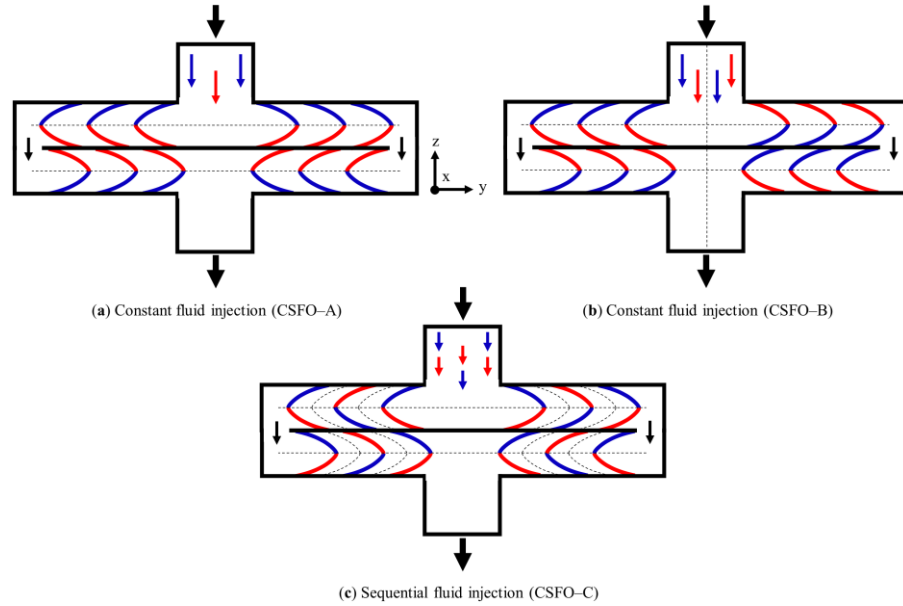 z
x
y
(a) Constant fluid injection (CSFO–A)
(b) Constant fluid injection (CSFO–B)
(c) Sequential fluid injection (CSFO–C)